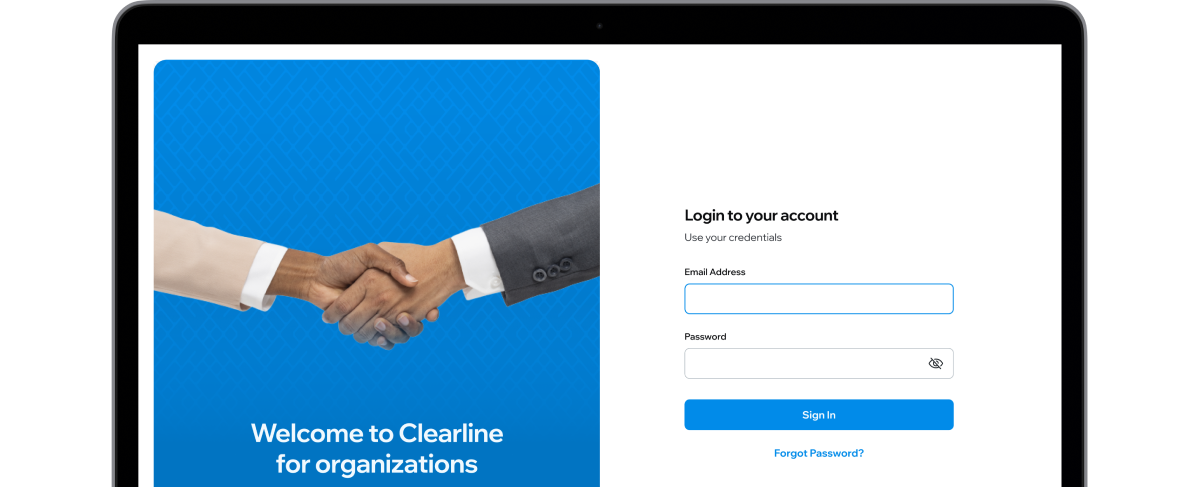 Welcome to Clearline
for organizations
Login to your account
Use your credentials
Email Address
Password
Sign In
Forgot Password?